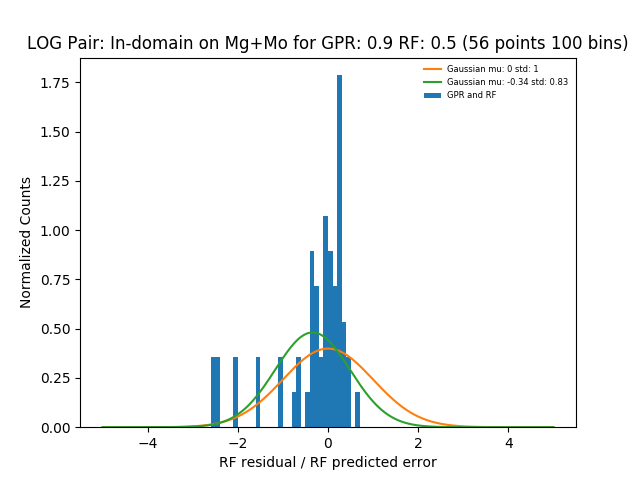 LOG Pair: In-domain on Mg+Mo for GPR: 0.9 RF: 0.5 (56 points 100 bins)
Gaussian mu: 0 std: 1
Gaussian mu: -0.34 std: 0.83
GPR and RF
Normalized Counts
1.75
1.50
1.25
1.00
0.75
0.50
0.25
0.00
−4 −2 0 2 4
RF residual / RF predicted error